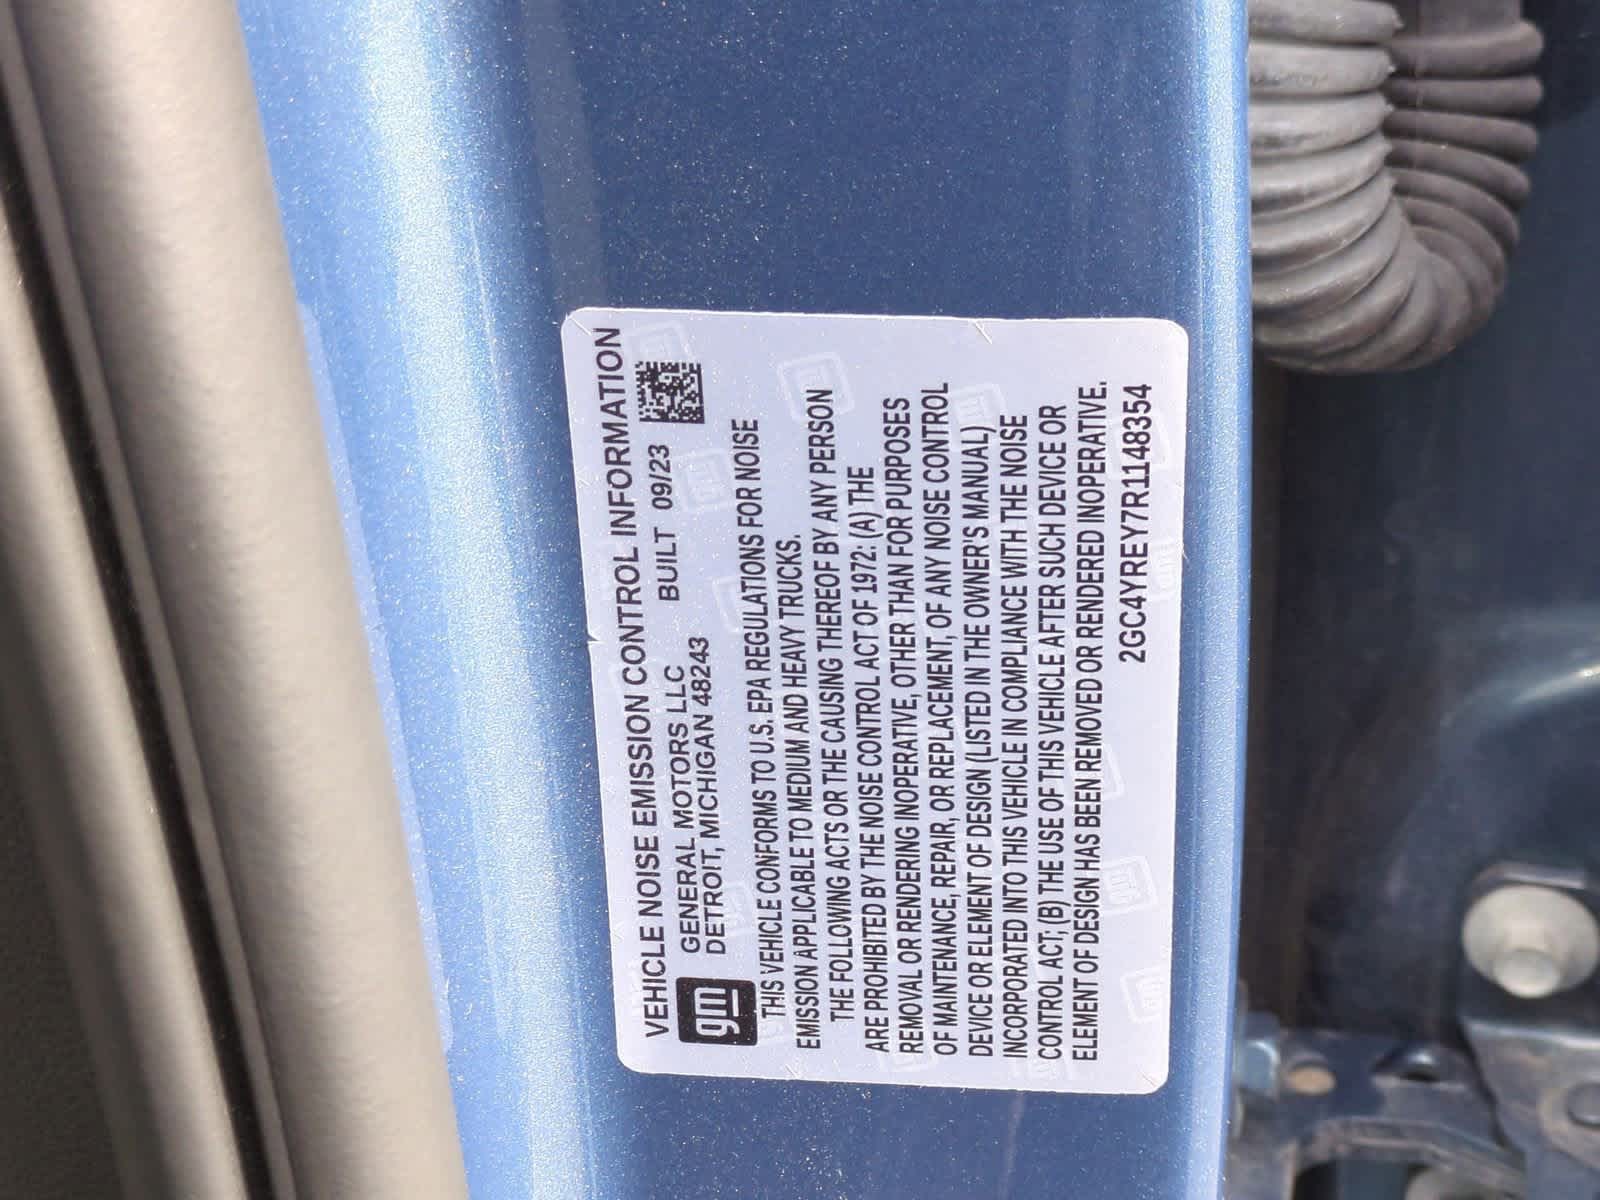 VEHICLE NOISE EMISSION CONTROL INFORMATION
gm
GENERAL MOTORS LLC BUILT 09/23
DETROIT, MICHIGAN 48243
THIS VEHICLE CONFORMS TO U.S. EPA REGULATIONS FOR NOISE
EMISSION APPLICABLE TO MEDIUM AND HEAVY TRUCKS.
THE FOLLOWING ACTS OR THE CAUSING THEREOF BY ANY PERSON
ARE PROHIBITED BY THE NOISE CONTROL ACT OF 1972: (A) THE
REMOVAL OR RENDERING INOPERATIVE, OTHER THAN FOR PURPOSES
OF MAINTENANCE, REPAIR, OR REPLACEMENT, OF ANY NOISE CONTROL
DEVICE OR ELEMENT OF DESIGN (LISTED IN THE OWNER'S MANUAL)
INCORPORATED INTO THIS VEHICLE IN COMPLIANCE WITH THE NOISE
CONTROL ACT, (B) THE USE OF THIS VEHICLE AFTER SUCH DEVICE OR
ELEMENT OF DESIGN HAS BEEN REMOVED OR RENDERED INOPERATIVE.
2GC4YREY7R1148354